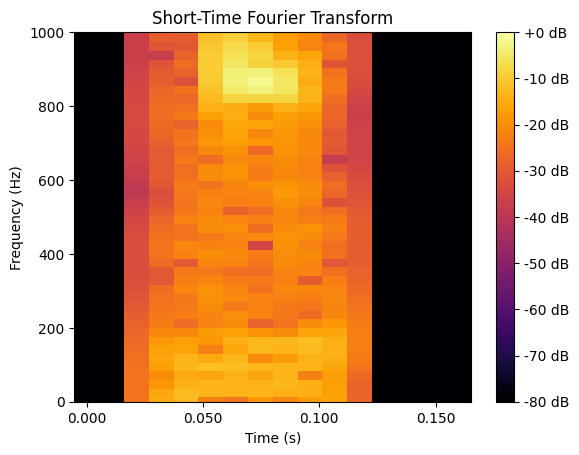 Short-Time Fourier Transform
1000
800
600
400
200
0
Frequency (Hz)
0.000
0.050
0.100
0.150
Time (s)
+0 dB
-10 dB
-20 dB
-30 dB
-40 dB
-50 dB
-60 dB
-70 dB
-80 dB